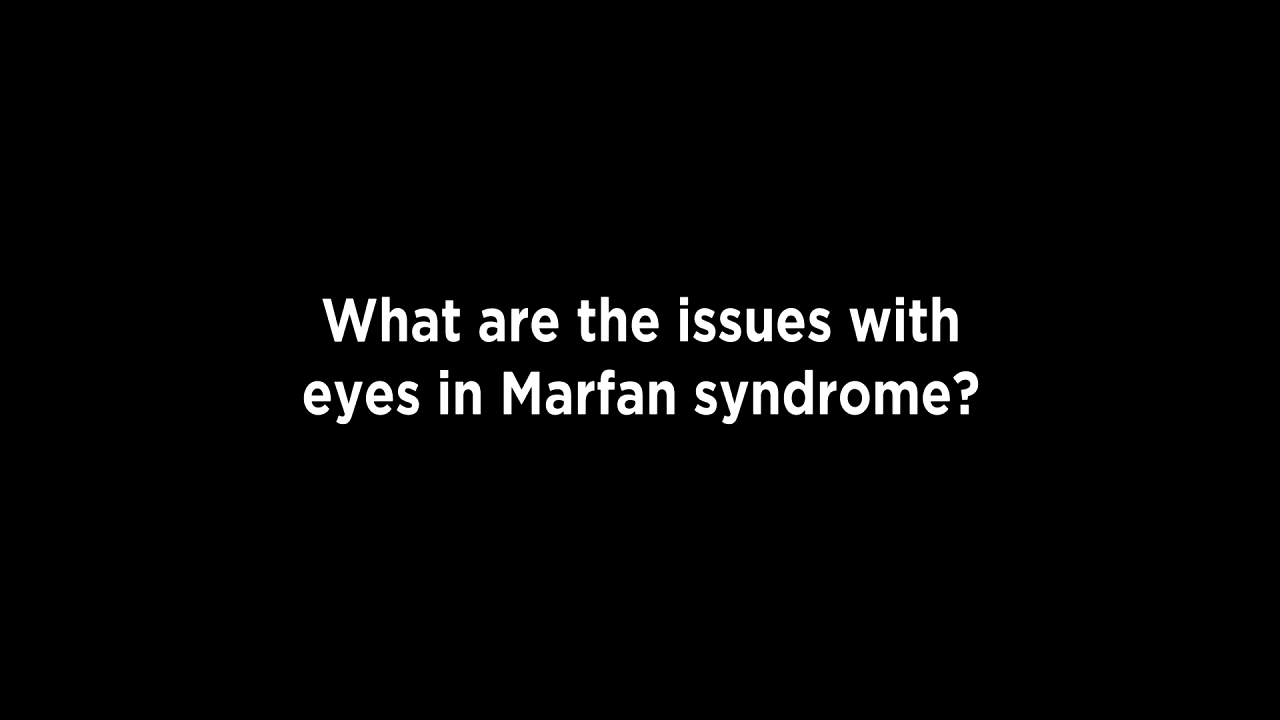 What are the issues with
eyes in Marfan syndrome?